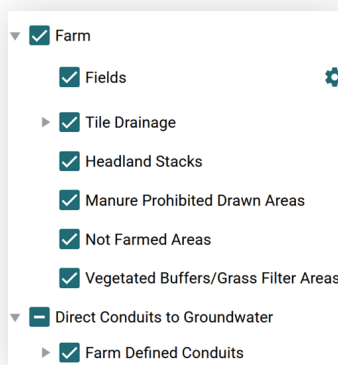 Farm
Fields
Tile Drainage
Headland Stacks
Manure Prohibited Drawn Areas
Not Farmed Areas
Vegetated Buffers/Grass Filter Areas
Direct Conduits to Groundwater
Farm Defined Conduits